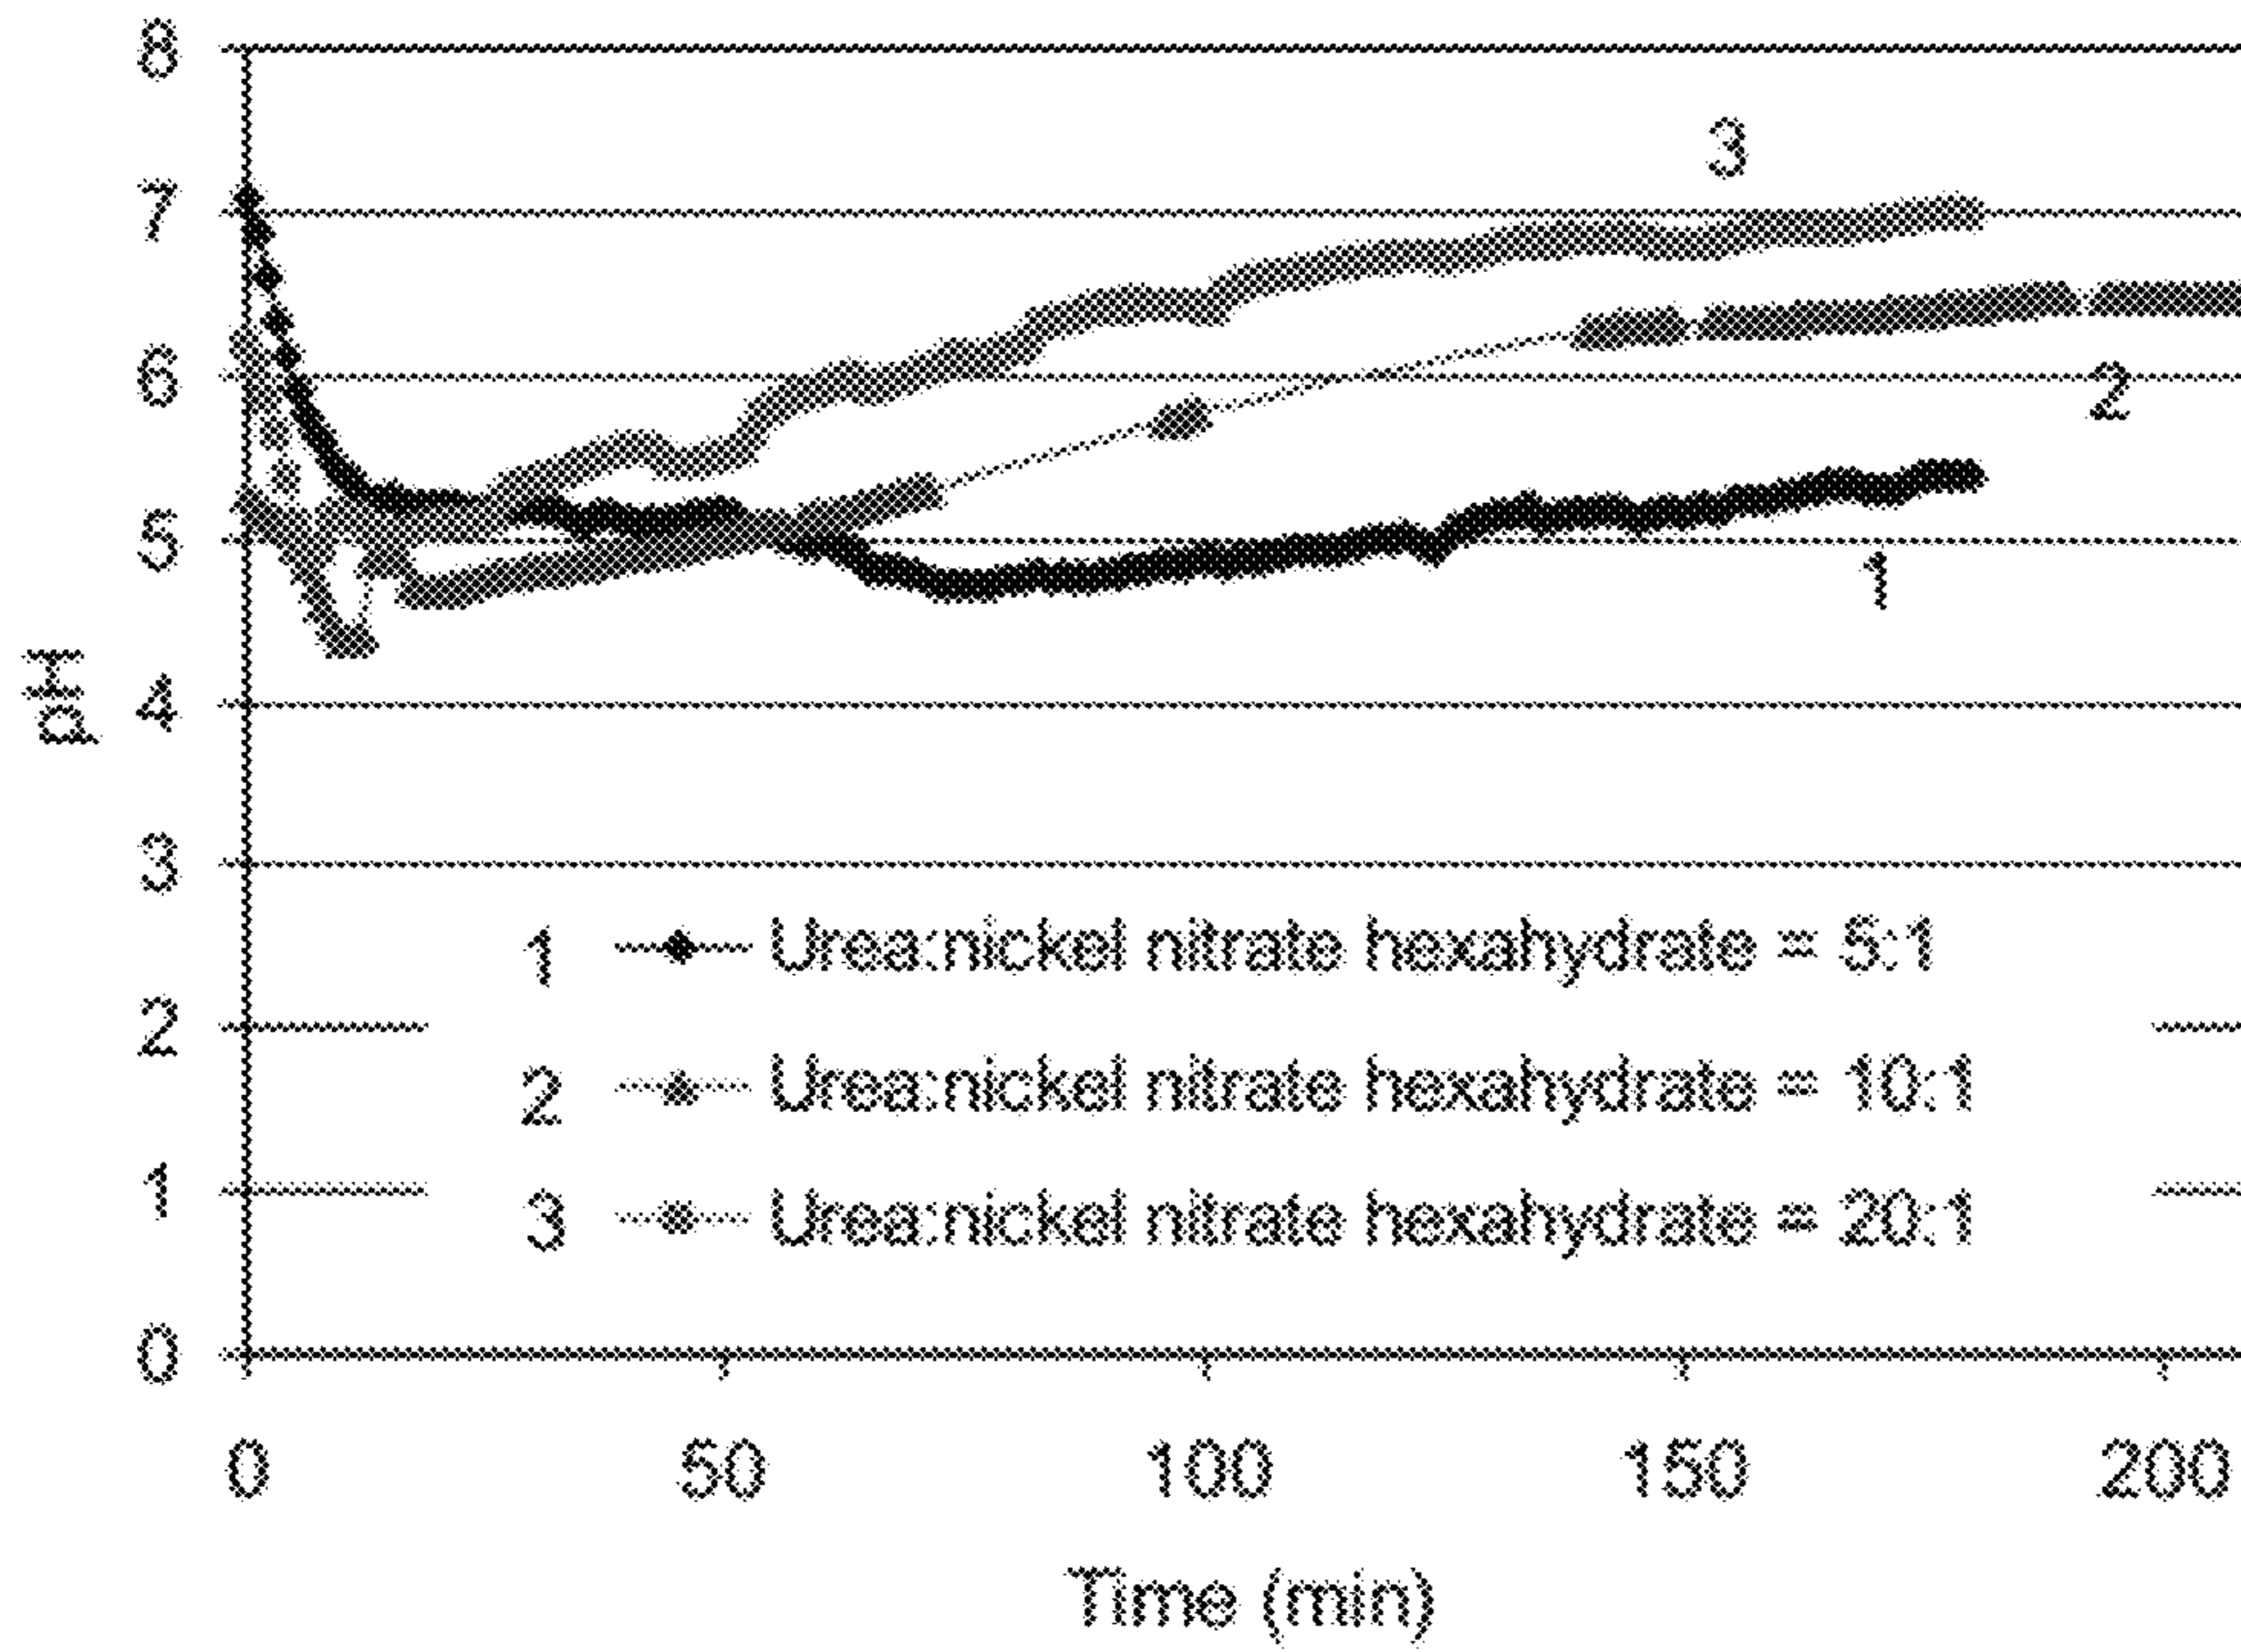 8
3
7
6
2
5
1
pH
4
3
1 Urea:nickel nitrate hexahydrate = 5:1
2
2 Urea:nickel nitrate hexahydrate = 10:1
1
3 Urea:nickel nitrate hexahydrate = 20:1
0
0 50 100 150 200
Time (min)